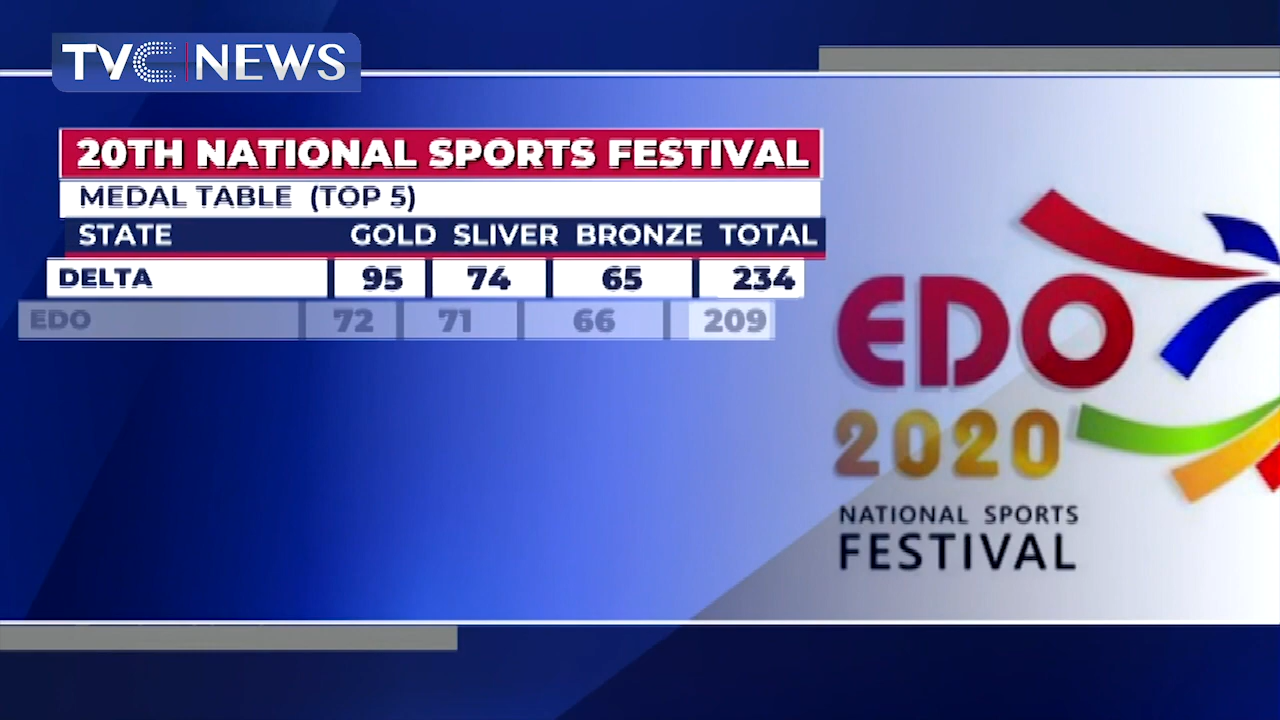 TVC NEWS
20TH NATIONAL SPORTS FESTIVAL
MEDAL TABLE (TOP 5)
STATE GOLD SLIVER BRONZE TOTAL
DELTA 95 74 65 234
EDO 72 71 66 209
EDO
2020
NATIONAL SPORTS
FESTIVAL